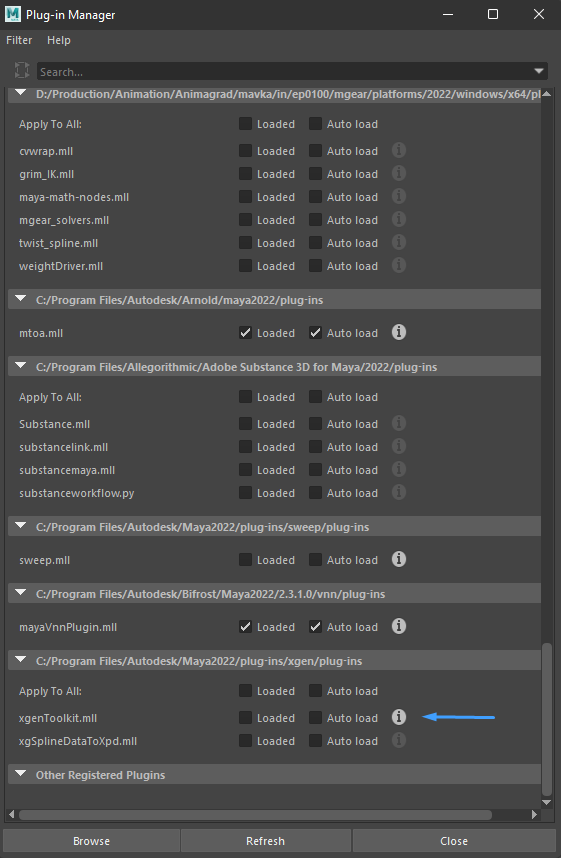 Plug-in Manager
Filter Help
Search...
D:/Production/Animation/Animagrad/mavka/in/ep0100/mgear/platforms/2022/windows/x64/pl
Apply To All: Loaded Auto load
cvwrap.mll Loaded Auto load
grim_IK.mll Loaded Auto load
maya-math-nodes.mll Loaded Auto load
mgear_solvers.mll Loaded Auto load
twist_spline.mll Loaded Auto load
weightDriver.mll Loaded Auto load
C:/Program Files/Autodesk/Arnold/maya2022/plug-ins
mtoa.mll Loaded Auto load
C:/Program Files/Allegorithmic/Adobe Substance 3D for Maya/2022/plug-ins
Apply To All: Loaded Auto load
Substance.mll Loaded Auto load
substancelink.mll Loaded Auto load
substancemaya.mll Loaded Auto load
substanceworkflow.py Loaded Auto load
C:/Program Files/Autodesk/Maya2022/plug-ins/sweep/plug-ins
sweep.mll Loaded Auto load
C:/Program Files/Autodesk/Bifrost/Maya2022/2.3.1.0/vnn/plug-ins
mayaVnnPlugin.mll Loaded Auto load
C:/Program Files/Autodesk/Maya2022/plug-ins/xgen/plug-ins
Apply To All: Loaded Auto load
xgenToolkit.mll Loaded Auto load
xgSplineDataToXpd.mll Loaded Auto load
Other Registered Plugins
Browse Refresh Close